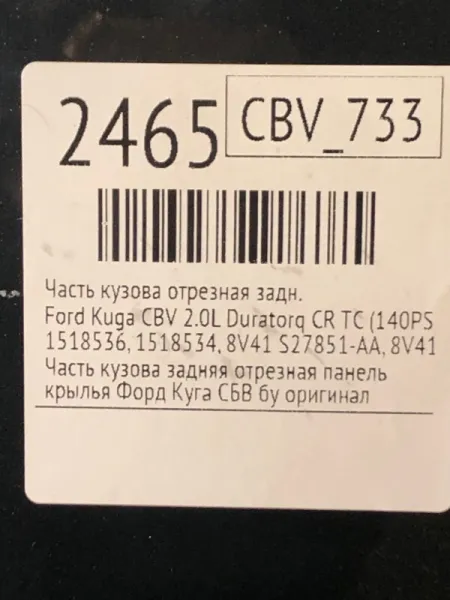 2465 CBV_733
Часть кузова отрезная задн.
Ford Kuga CBV 2.0L Duratorq CR TC (140PS
1518536, 1518534, 8V41 S27851-AA, 8V41
Часть кузова задняя отрезная панель
крылья Форд Куга СБВ бу оригинал